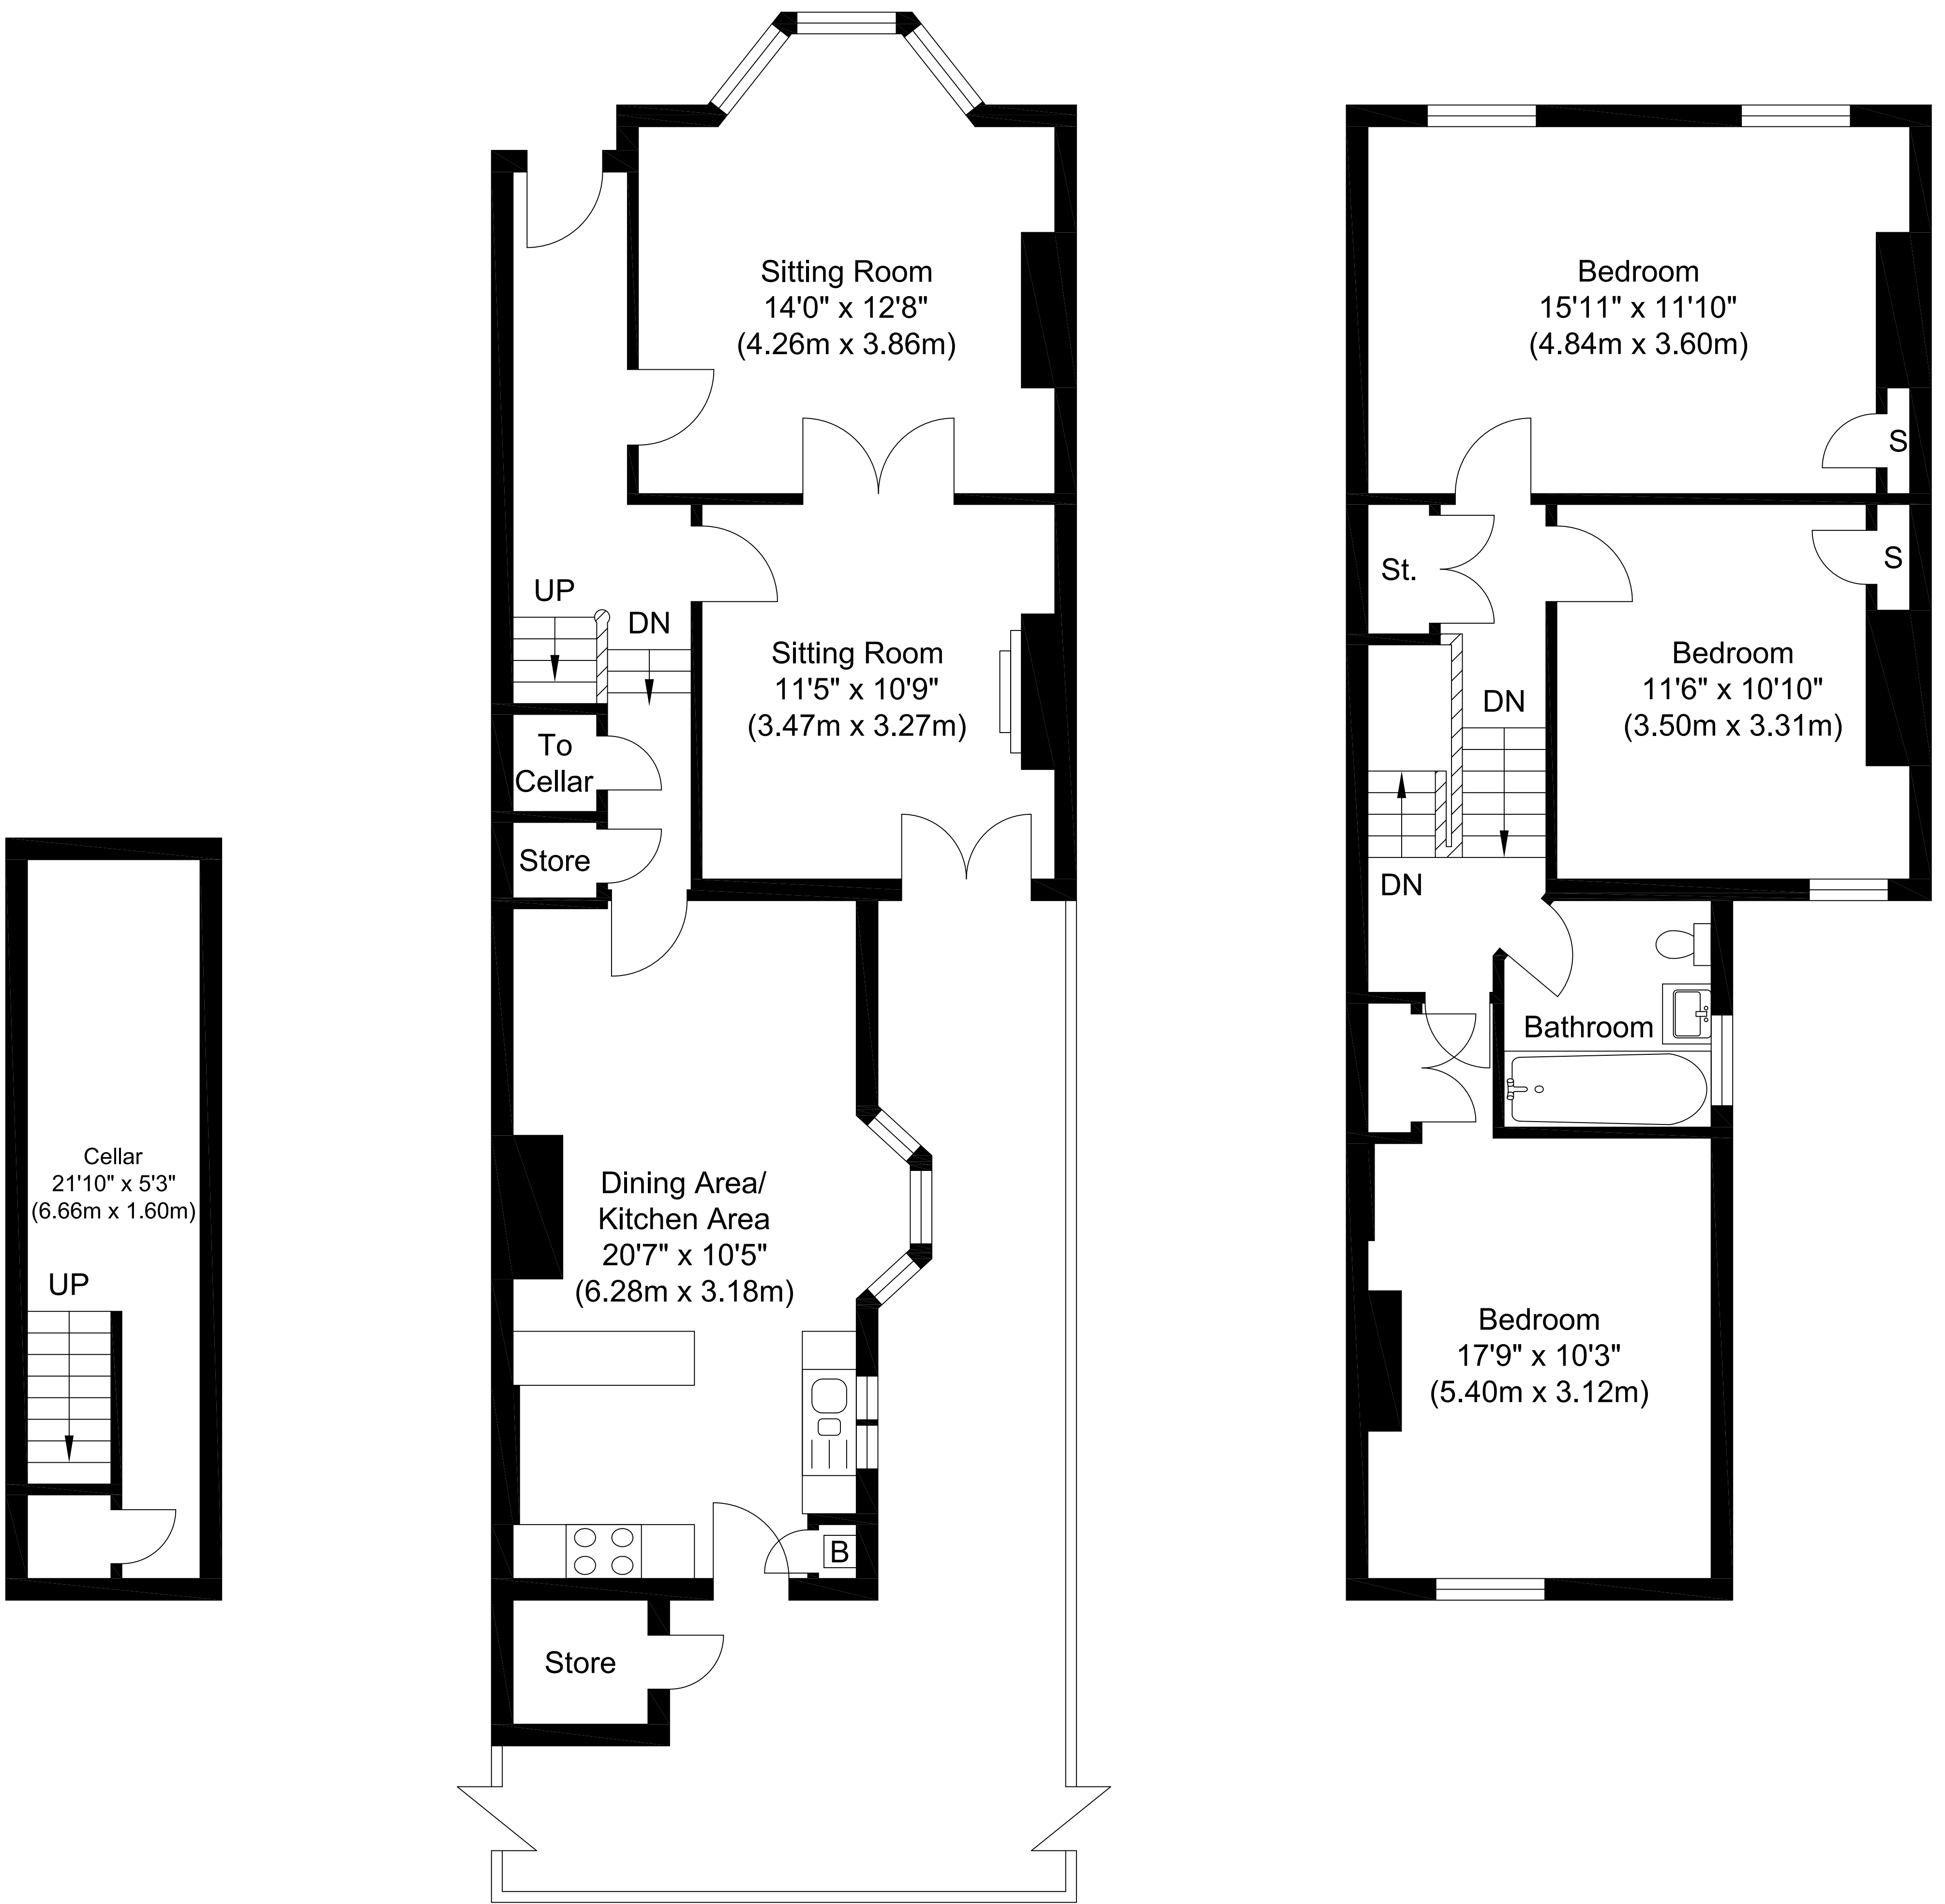 Cellar
21'10" x 5'3"
(6.66m x 1.60m)
UP
Sitting Room
14'0" x 12'8"
(4.26m x 3.86m)
UP
DN
Sitting Room
11'5" x 10'9"
(3.47m x 3.27m)
To
Cellar
Store
Dining Area/
Kitchen Area
20'7" x 10'5"
(6.28m x 3.18m)
B
Store
Bedroom
15'11" x 11'10"
(4.84m x 3.60m)
S
St.
S
Bedroom
11'6" x 10'10"
(3.50m x 3.31m)
DN
DN
Bathroom
Bedroom
17'9" x 10'3"
(5.40m x 3.12m)